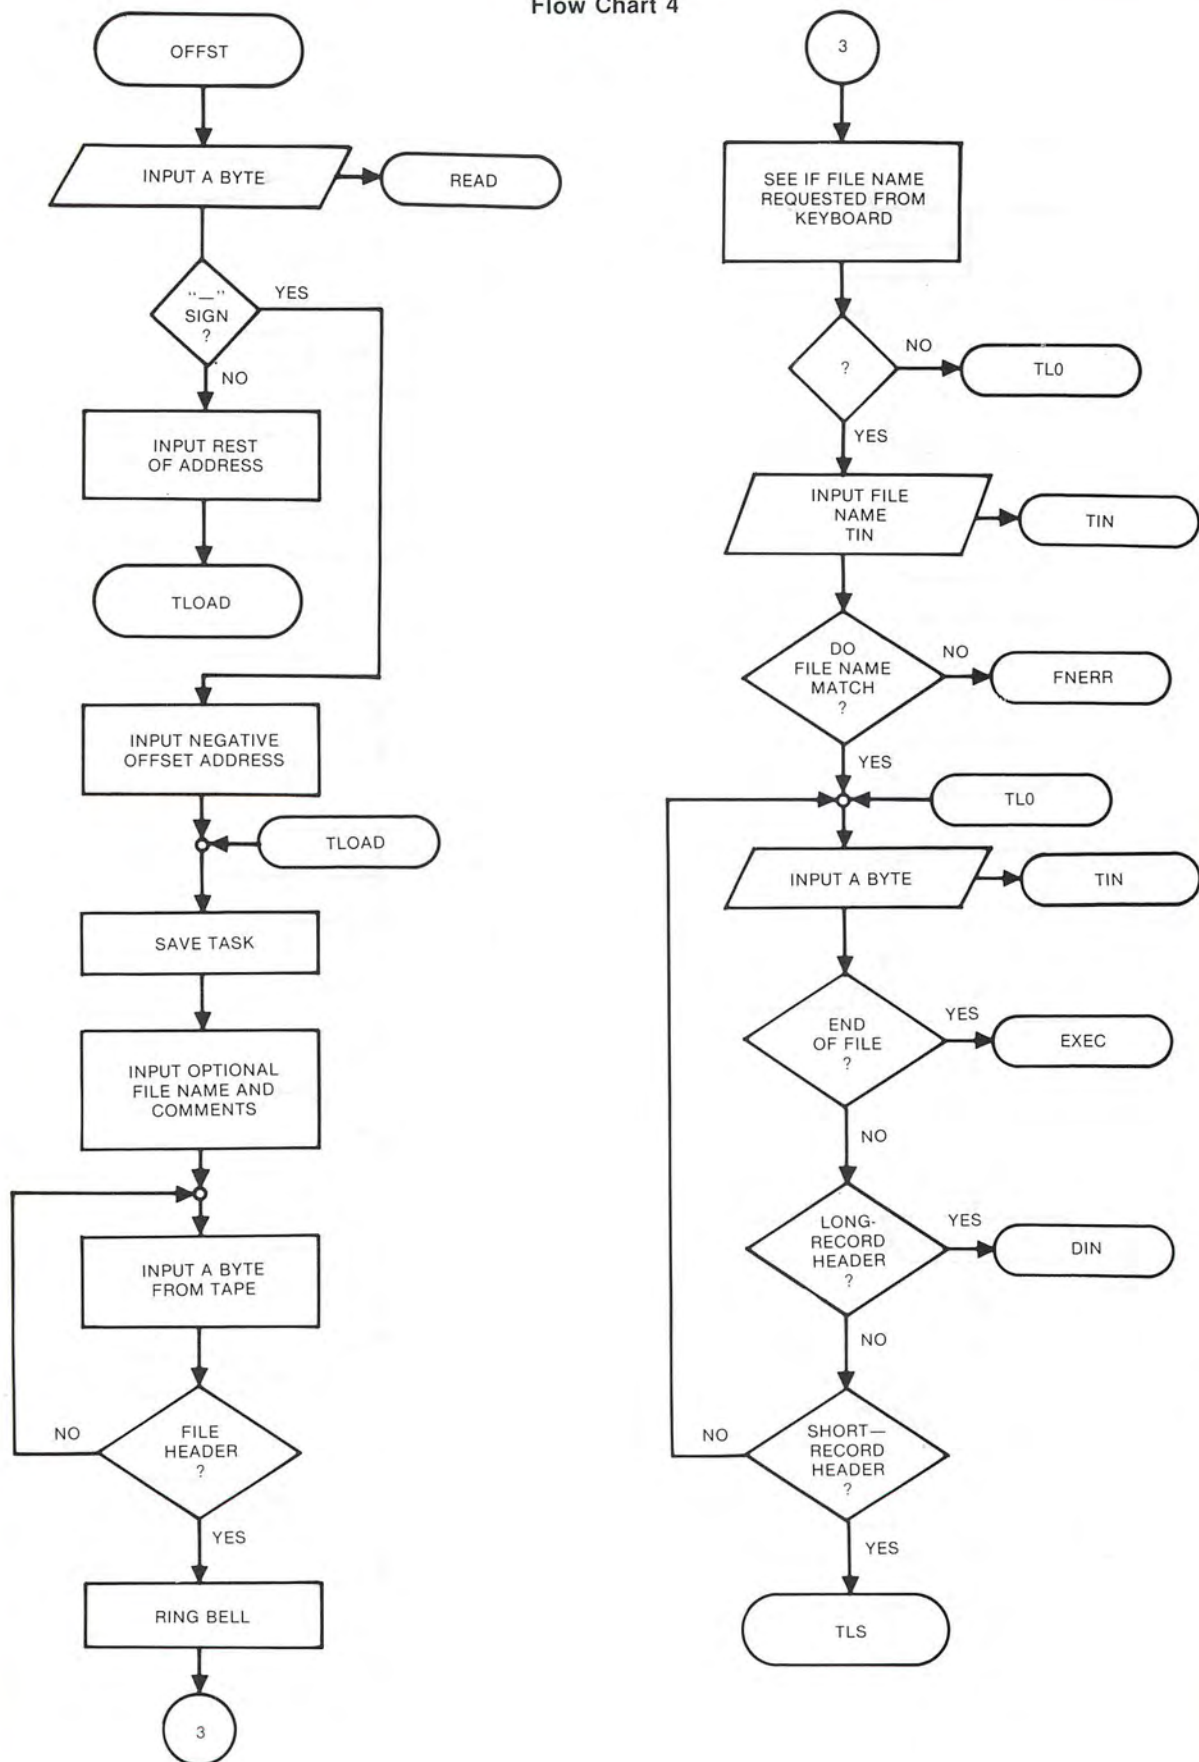 Flow Chart 4
OFFST
INPUT A BYTE
READ
"—"
SIGN
?
YES
NO
INPUT REST
OF ADDRESS
TLOAD
INPUT NEGATIVE
OFFSET ADDRESS
TLOAD
SAVE TASK
INPUT OPTIONAL
FILE NAME AND
COMMENTS
INPUT A BYTE
FROM TAPE
FILE
HEADER
?
NO
YES
RING BELL
3
3
SEE IF FILE NAME
REQUESTED FROM
KEYBOARD
?
NO
TL0
YES
INPUT FILE
NAME
TIN
TIN
DO
FILE NAME
MATCH
?
NO
FNERR
YES
TL0
INPUT A BYTE
TIN
END
OF FILE
?
YES
EXEC
NO
LONG-
RECORD
HEADER
?
YES
DIN
NO
SHORT—
RECORD
HEADER
?
NO
YES
TLS